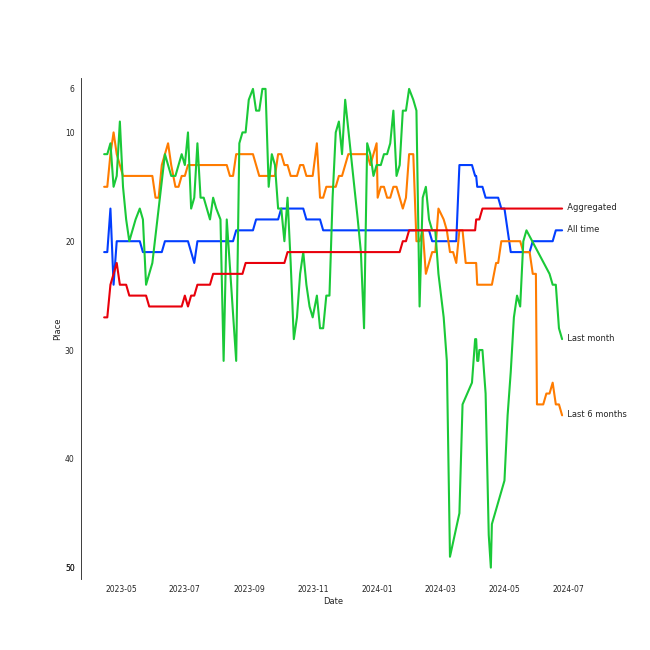 6
10
20
30
40
50
Place
Aggregated
All time
Last month
Last 6 months
2023-05 2023-07 2023-09 2023-11 2024-01 2024-03 2024-05 2024-07
Date